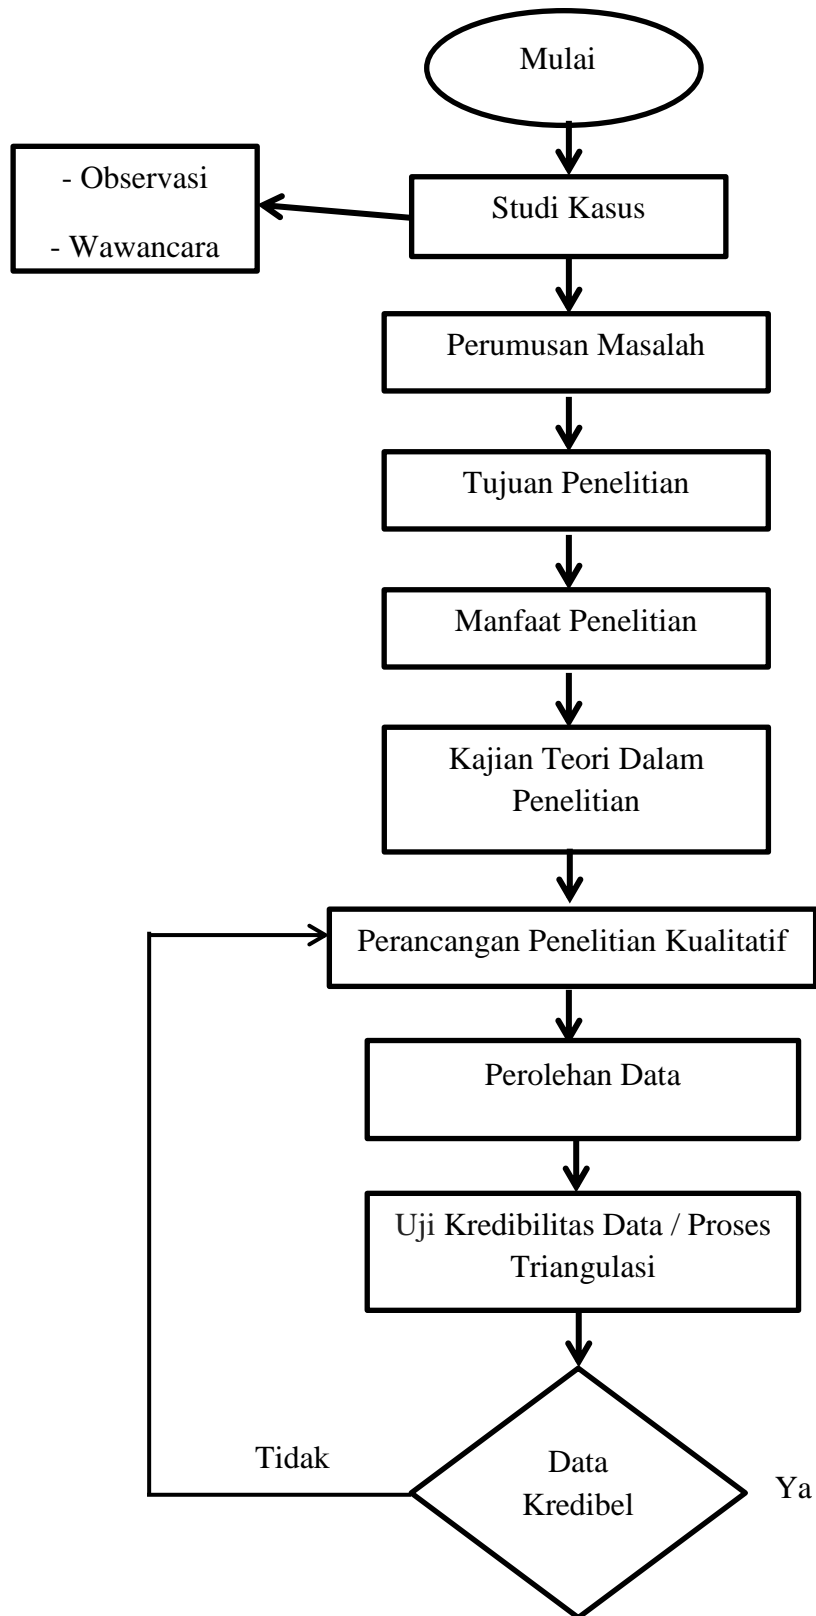 Mulai
- Observasi
- Wawancara
Studi Kasus
Perumusan Masalah
Tujuan Penelitian
Manfaat Penelitian
Kajian Teori Dalam
Penelitian
Perancangan Penelitian Kualitatif
Perolehan Data
Uji Kredibilitas Data / Proses
Triangulasi
Tidak
Data
Kredibel
Ya